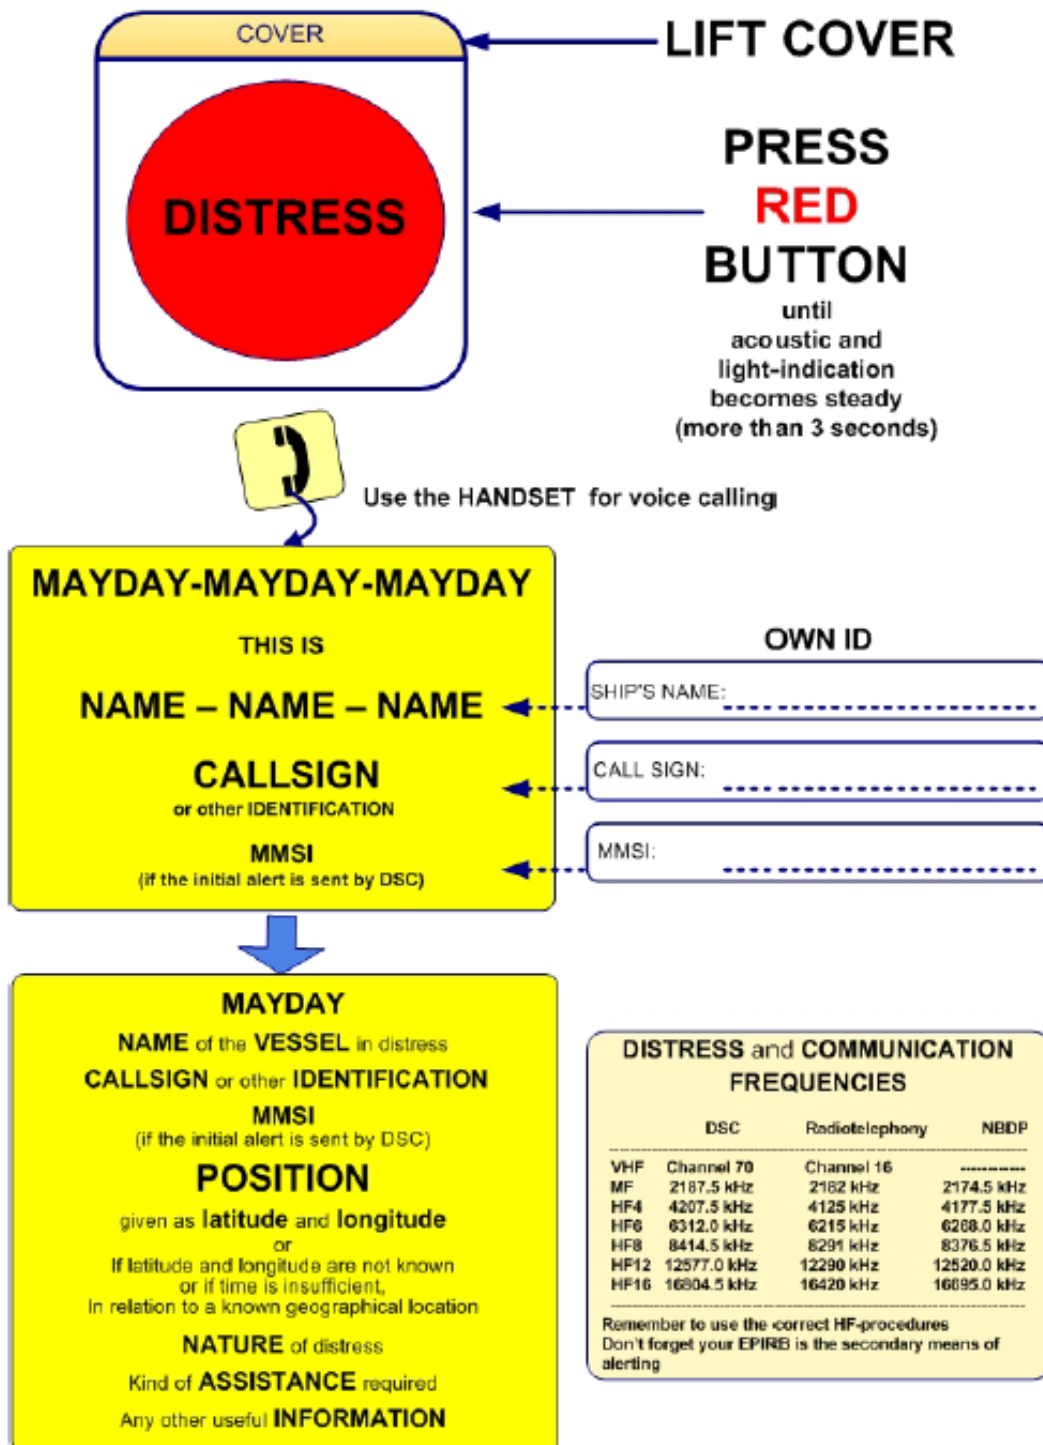 COVER
LIFT COVER
DISTRESS
PRESS
RED
BUTTON
until
acoustic and
light-indication
becomes steady
(more than 3 seconds)
Use the HANDSET for voice calling
MAYDAY-MAYDAY-MAYDAY
THIS IS
NAME – NAME – NAME
CALLSIGN
or other IDENTIFICATION
MMSI
(if the initial alert is sent by DSC)
OWN ID
SHIP'S NAME:
CALL SIGN:
MMSI:
MAYDAY
NAME of the VESSEL in distress
CALLSIGN or other IDENTIFICATION
MMSI
(if the initial alert is sent by DSC)
POSITION
given as latitude and longitude
or
If latitude and longitude are not known
or if time is insufficient,
In relation to a known geographical location
NATURE of distress
Kind of ASSISTANCE required
Any other useful INFORMATION
DISTRESS and COMMUNICATION
FREQUENCIES
DSC Radiotelephony NBDP
VHF Channel 70 Channel 16 ------------
MF 2187.5 kHz 2182 kHz 2174.5 kHz
HF4 4207.5 kHz 4125 kHz 4177.5 kHz
HF6 6312.0 kHz 6215 kHz 6268.0 kHz
HF8 8414.5 kHz 8291 kHz 8376.5 kHz
HF12 12577.0 kHz 12290 kHz 12520.0 kHz
HF16 16804.5 kHz 16420 kHz 16695.0 kHz
Remember to use the correct HF-procedures
Don't forget your EPIRB is the secondary means of
alerting